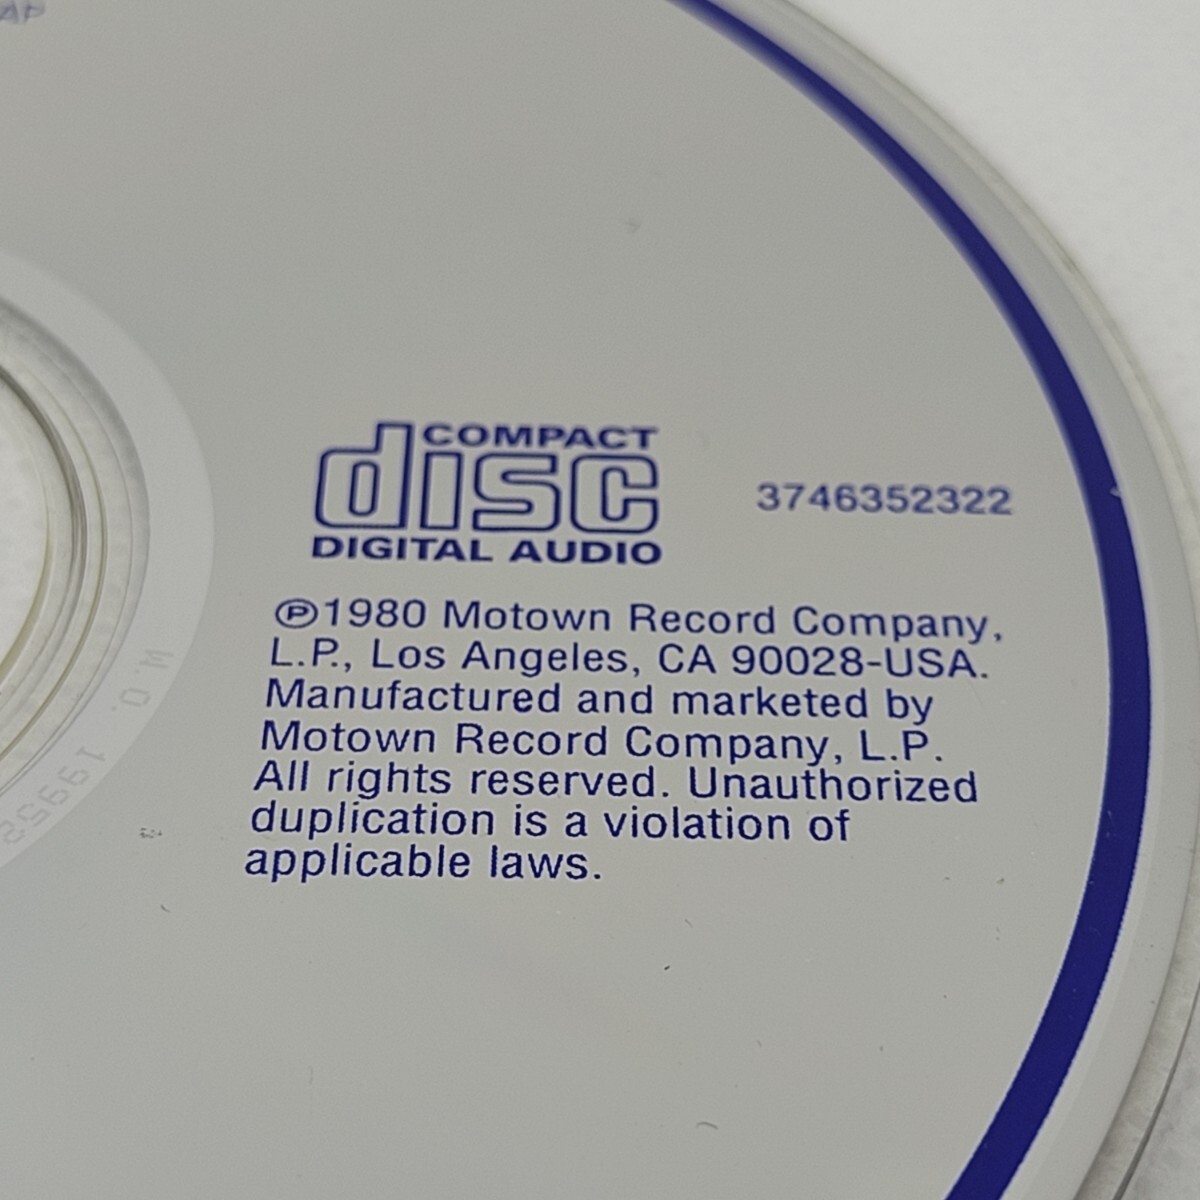 COMPACT
disc
DIGITAL AUDIO
3746352322
℗1980 Motown Record Company,
L.P., Los Angeles, CA 90028-USA.
Manufactured and marketed by
Motown Record Company, L.P.
All rights reserved. Unauthorized
duplication is a violation of
applicable laws.
W.O.